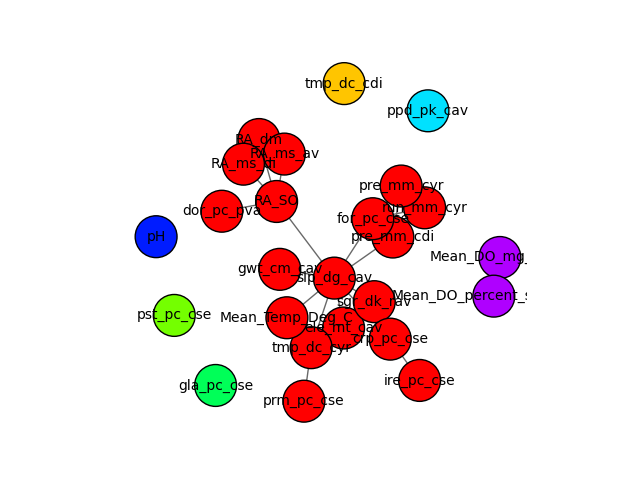 tmp_dc_cdi
ppd_pk_cav
RA_dm
RA_ms_av
RA_ms_di
pre_mm_cyr
RA_SO
dor_pc_pva
run_mm_cyr
for_pc_cse
pre_mm_cdi
pH
Mean_DO_mg_
gwt_cm_cav
slp_dg_cav
Mean_DO_percent_s
sgr_dk_rav
pst_pc_cse
Mean_Temp_Deg_C
ele_mt_cav
crp_pc_cse
tmp_dc_cyr
ire_pc_cse
gla_pc_cse
prm_pc_cse